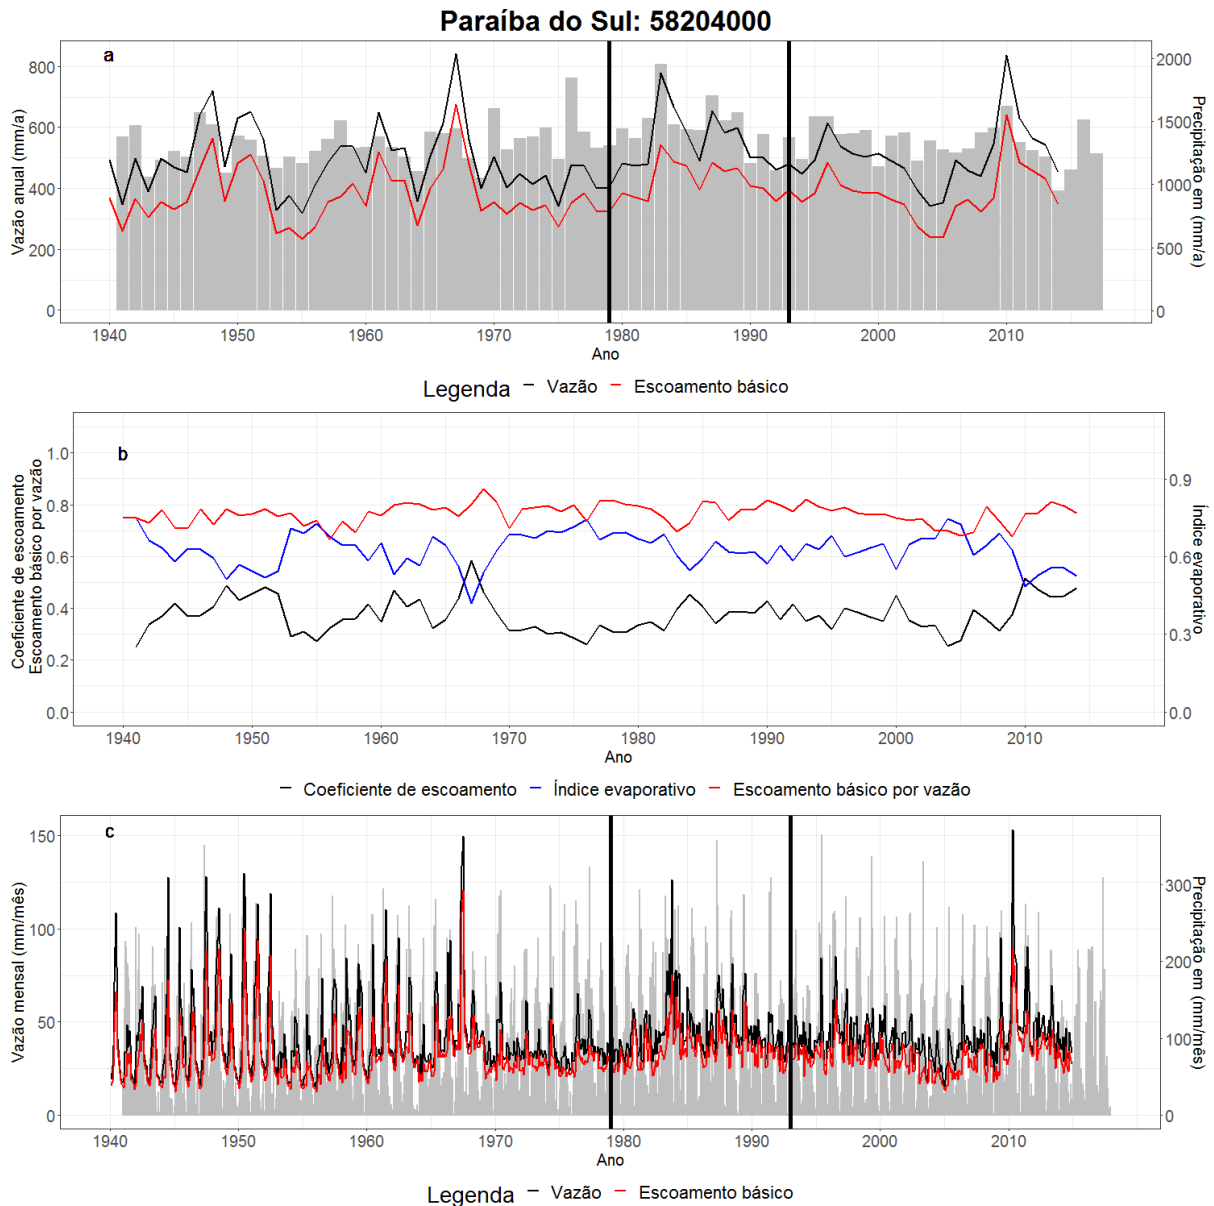 Paraíba do Sul: 58204000
a
Vazão anual (mm/a)
800
600
400
200
0
2000
1500
1000
500
0
Precipitação em (mm/a)
1940 1950 1960 1970 1980 1990 2000 2010
Ano
Legenda Vazão Escoamento básico
b
Coeficiente de escoamento
Escoamento básico por vazão
1.0
0.8
0.6
0.4
0.2
0.0
0.9
0.6
0.3
0.0
Índice evaporativo
1940 1950 1960 1970 1980 1990 2000 2010
Ano
Coeficiente de escoamento Índice evaporativo Escoamento básico por vazão
c
Vazão mensal (mm/mês)
150
100
50
0
300
200
100
0
Precipitação em (mm/mês)
1940 1950 1960 1970 1980 1990 2000 2010
Ano
Legenda Vazão Escoamento básico